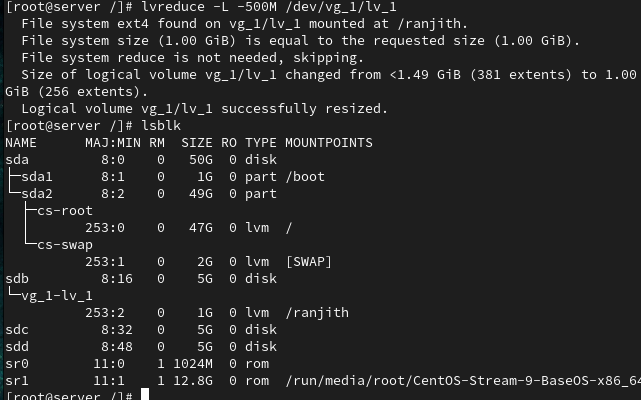 [root@server /]# lvreduce -L -500M /dev/vg_1/lv_1
  File system ext4 found on vg_1/lv_1 mounted at /ranjith.
  File system size (1.00 GiB) is equal to the requested size (1.00 GiB).
  File system reduce is not needed, skipping.
  Size of logical volume vg_1/lv_1 changed from <1.49 GiB (381 extents) to 1.00
GiB (256 extents).
  Logical volume vg_1/lv_1 successfully resized.
[root@server /]# lsblk
NAME        MAJ:MIN RM  SIZE RO TYPE MOUNTPOINTS
sda           8:0    0   50G  0 disk
├─sda1        8:1    0    1G  0 part /boot
└─sda2        8:2    0   49G  0 part
  ├─cs-root
            253:0    0   47G  0 lvm  /
  └─cs-swap
            253:1    0    2G  0 lvm  [SWAP]
sdb           8:16   0    5G  0 disk
└─vg_1-lv_1
            253:2    0    1G  0 lvm  /ranjith
sdc           8:32   0    5G  0 disk
sdd           8:48   0    5G  0 disk
sr0          11:0    1 1024M  0 rom
sr1          11:1    1 12.8G  0 rom  /run/media/root/CentOS-Stream-9-BaseOS-x86_64
[root@server /]#